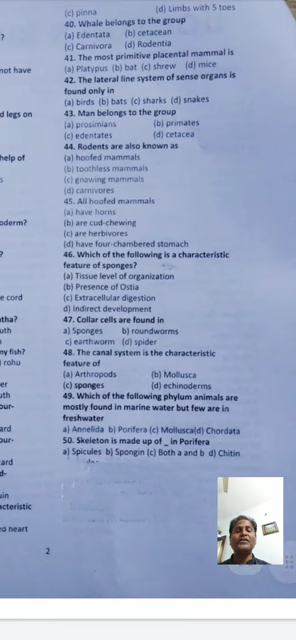 (c) pinna (d) Limbs with 5 toes
40. Whale belongs to the group
(a) Edentata (b) cetacean
(c) Carnivora (d) Rodentia
41. The most primitive placental mammal is
(a) Platypus (b) bat (c) shrew (d) mice
42. The lateral line system of sense organs is
found only in
(a) birds (b) bats (c) sharks (d) snakes
43. Man belongs to the group
(a) prosimians (b) primates
(c) edentates (d) cetacea
44. Rodents are also known as
(a) hoofed mammals
(b) toothless mammals
(c) gnawing mammals
(d) carnivores
45. All hoofed mammals
(a) have horns
(b) are cud-chewing
(c) are herbivores
(d) have four-chambered stomach
46. Which of the following is a characteristic
feature of sponges?
(a) Tissue level of organization
(b) Presence of Ostia
(c) Extracellular digestion
d) Indirect development
47. Collar cells are found in
a) Sponges b) roundworms
c) earthworm (d) spider
48. The canal system is the characteristic
feature of
(a) Arthropods (b) Mollusca
(c) sponges (d) echinoderms
49. Which of the following phylum animals are
mostly found in marine water but few are in
freshwater
a) Annelida b) Porifera (c) Mollusca(d) Chordata
50. Skeleton is made up of _ in Porifera
a) Spicules b) Spongin (c) Both a and b d) Chitin
?
not have
d legs on
help of
s
oderm?
?
e cord
tha?
uth
ny fish?
) rohu
er
uth
our-
ard
our-
ard
d-
uin
acteristic
ed heart
2